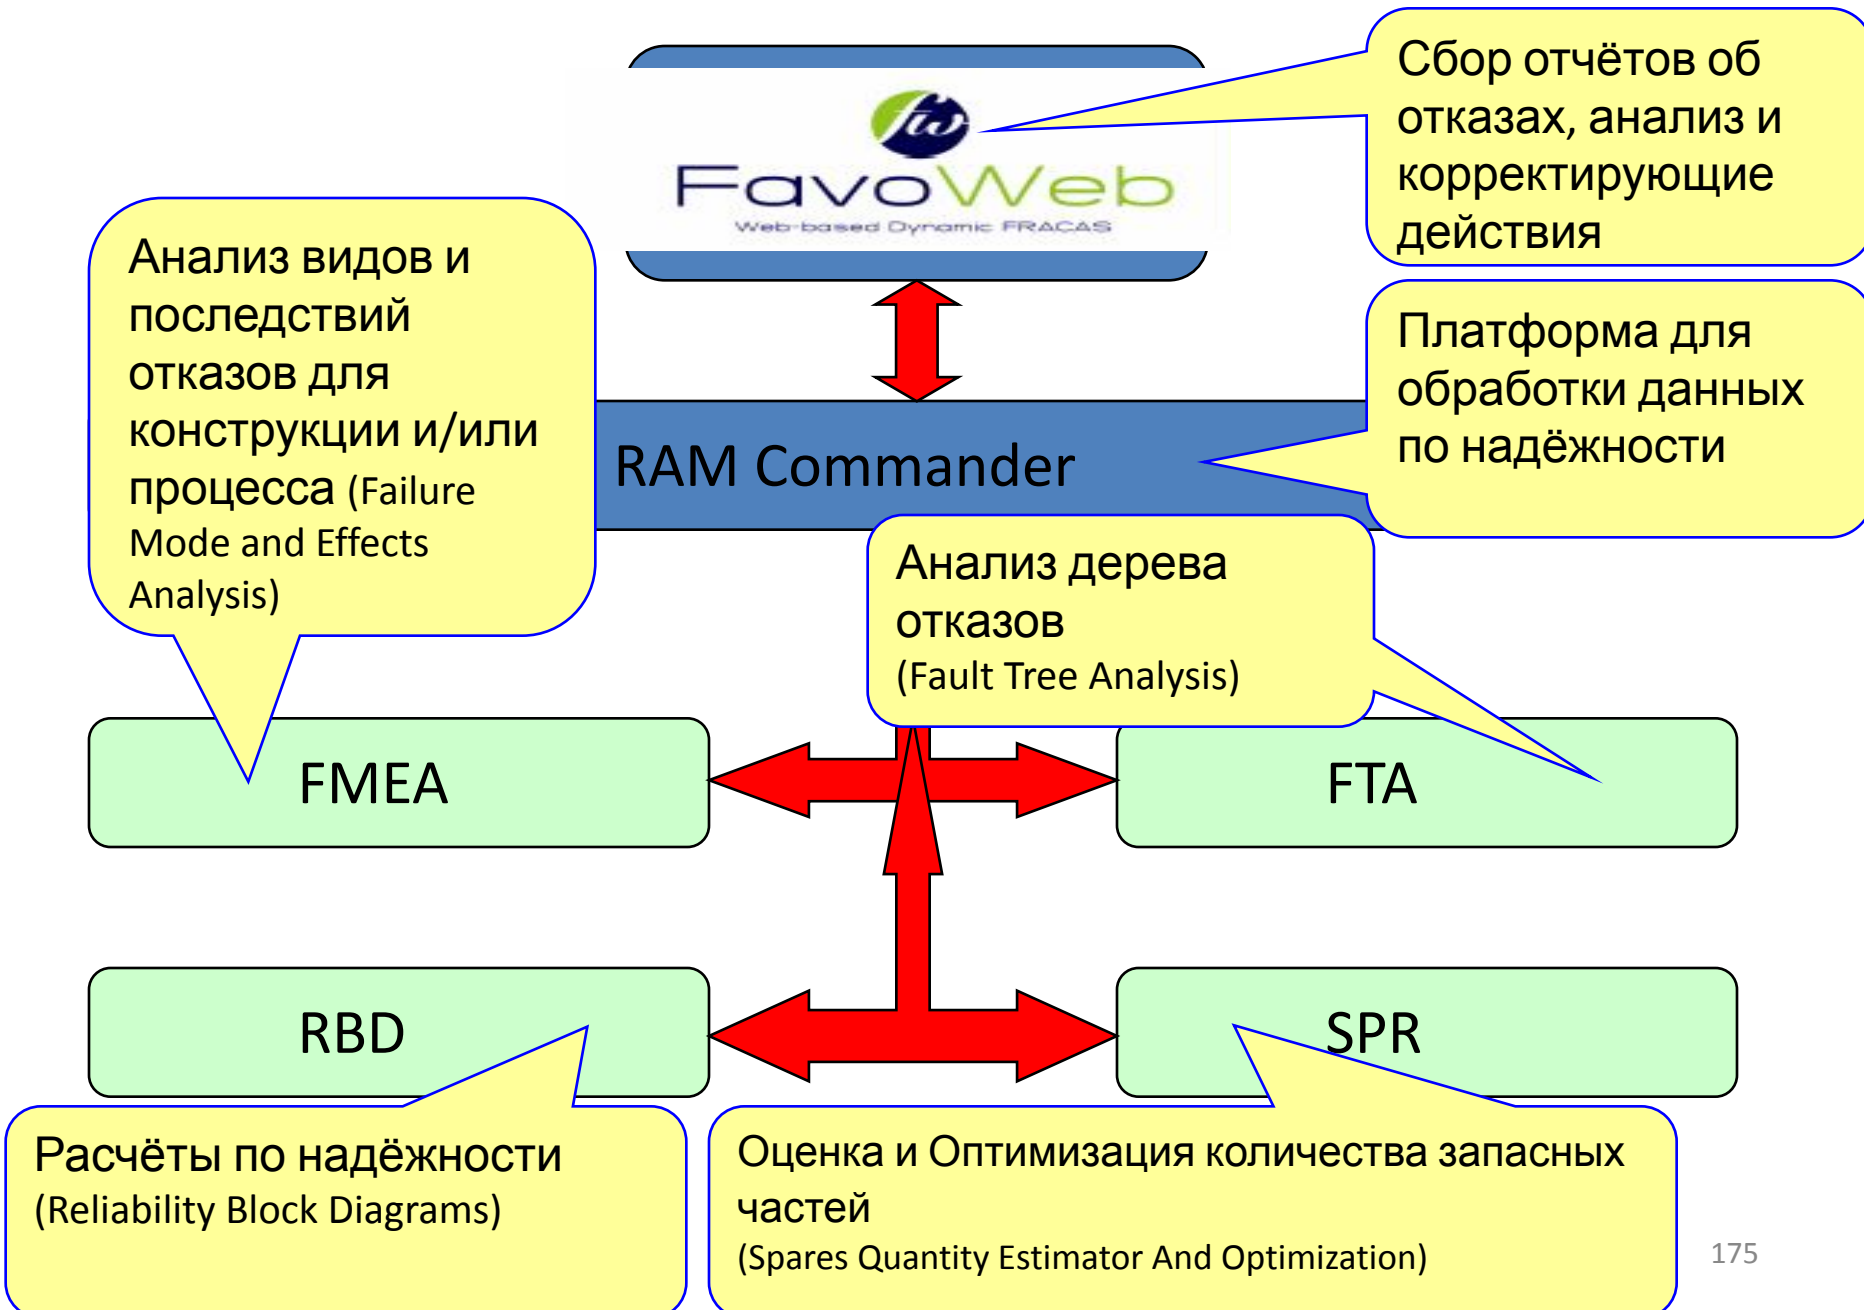 Сбор отчётов об
отказах, анализ и
корректирующие
действия
fw
FavoWeb
Web-based Dynamic FRACAS
Анализ видов и
последствий
отказов для
конструкции и/или
процесса (Failure
Mode and Effects
Analysis)
Платформа для
обработки данных
по надёжности
RAM Commander
Анализ дерева
отказов
(Fault Tree Analysis)
FMEA
FTA
RBD
SPR
Расчёты по надёжности
(Reliability Block Diagrams)
Оценка и Оптимизация количества запасных
частей
(Spares Quantity Estimator And Optimization)
175